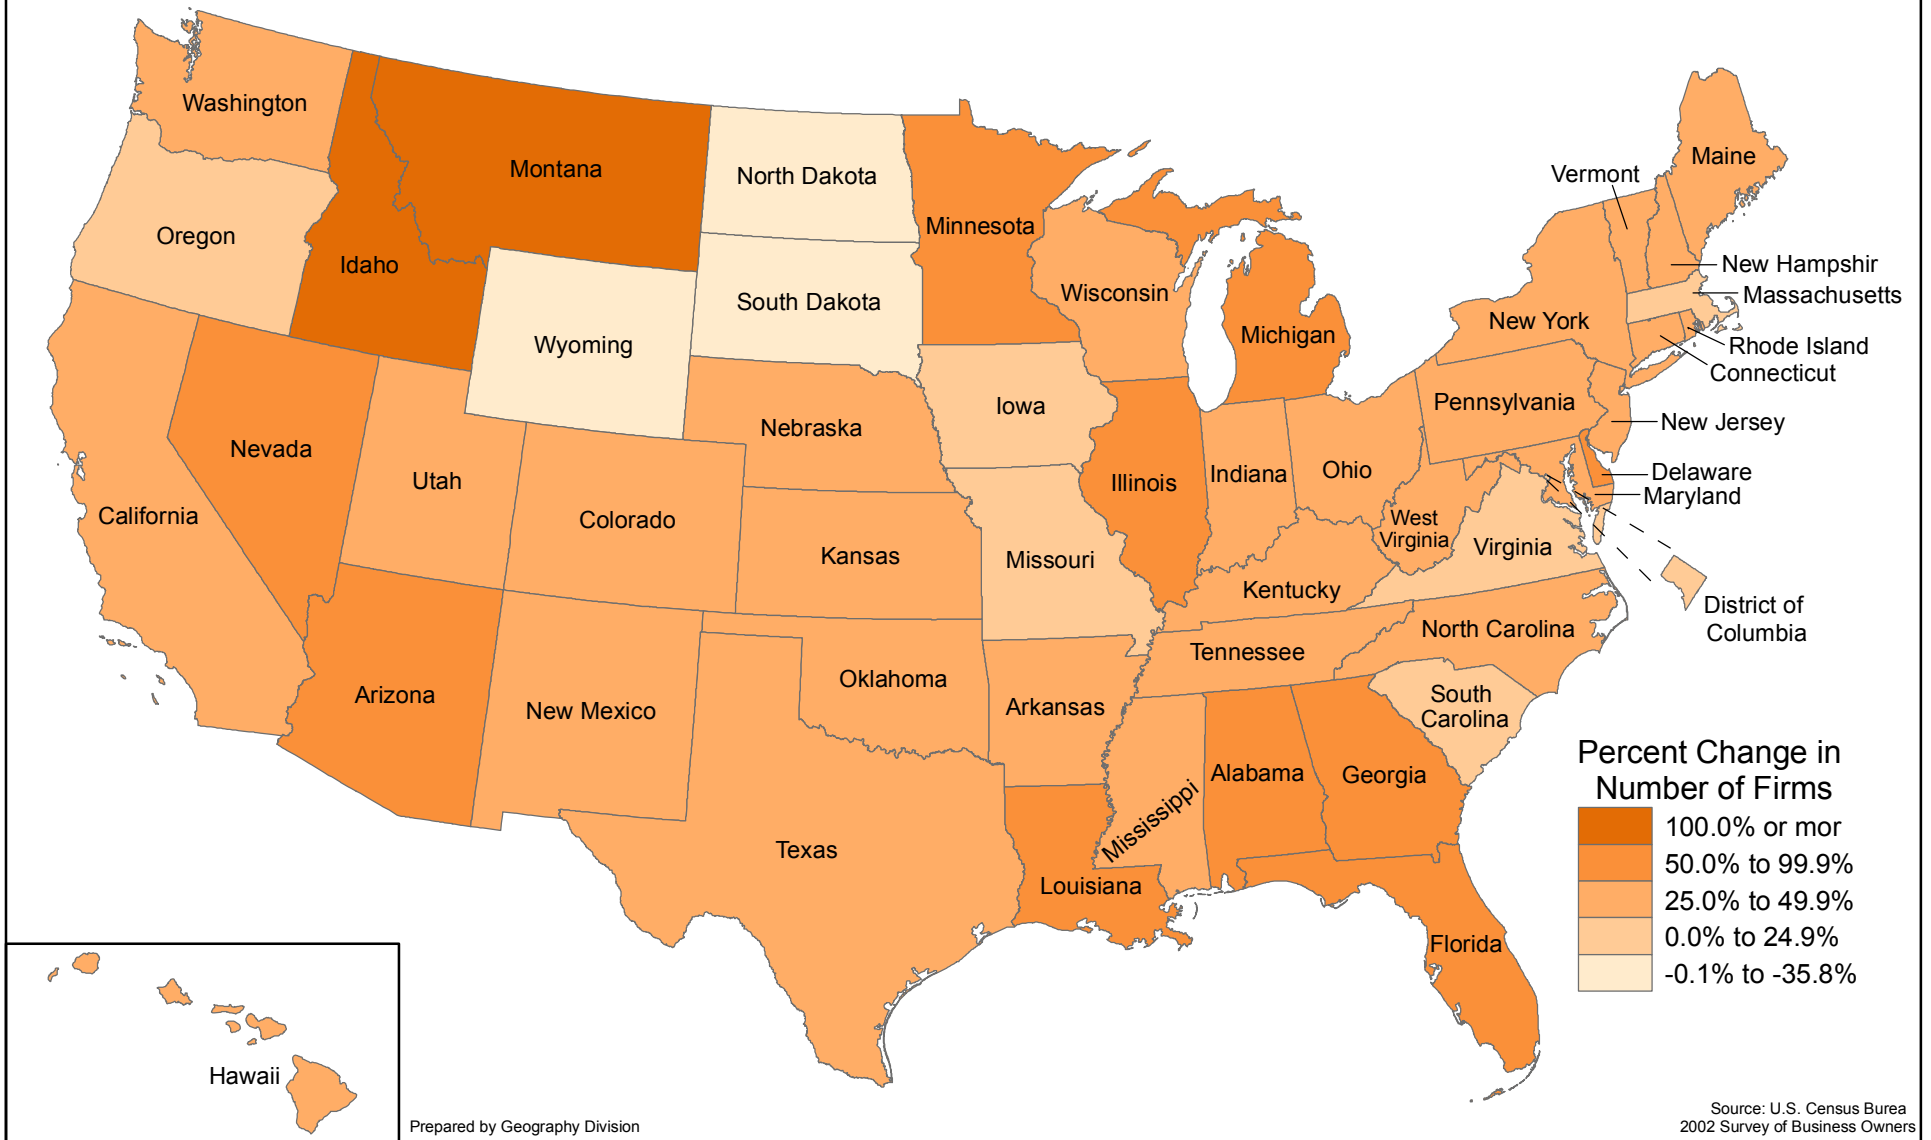 Washington
Montana
North Dakota
Minnesota
Maine
Vermont
Oregon
Idaho
South Dakota
Wisconsin
Michigan
New York
New Hampshir
Massachusetts
Wyoming
Rhode Island
Connecticut
Iowa
Nebraska
Pennsylvania
New Jersey
Nevada
Utah
Illinois
Indiana
Ohio
Delaware
Maryland
California
Colorado
Kansas
Missouri
West
Virginia
Virginia
Kentucky
District of
Columbia
North Carolina
Tennessee
Oklahoma
Arizona
New Mexico
Arkansas
South
Carolina
Mississippi
Alabama
Georgia
Texas
Louisiana
Florida
Hawaii
Percent Change in
Number of Firms
100.0% or mor
50.0% to 99.9%
25.0% to 49.9%
0.0% to 24.9%
-0.1% to -35.8%
Prepared by Geography Division
Source: U.S. Census Burea
2002 Survey of Business Owners